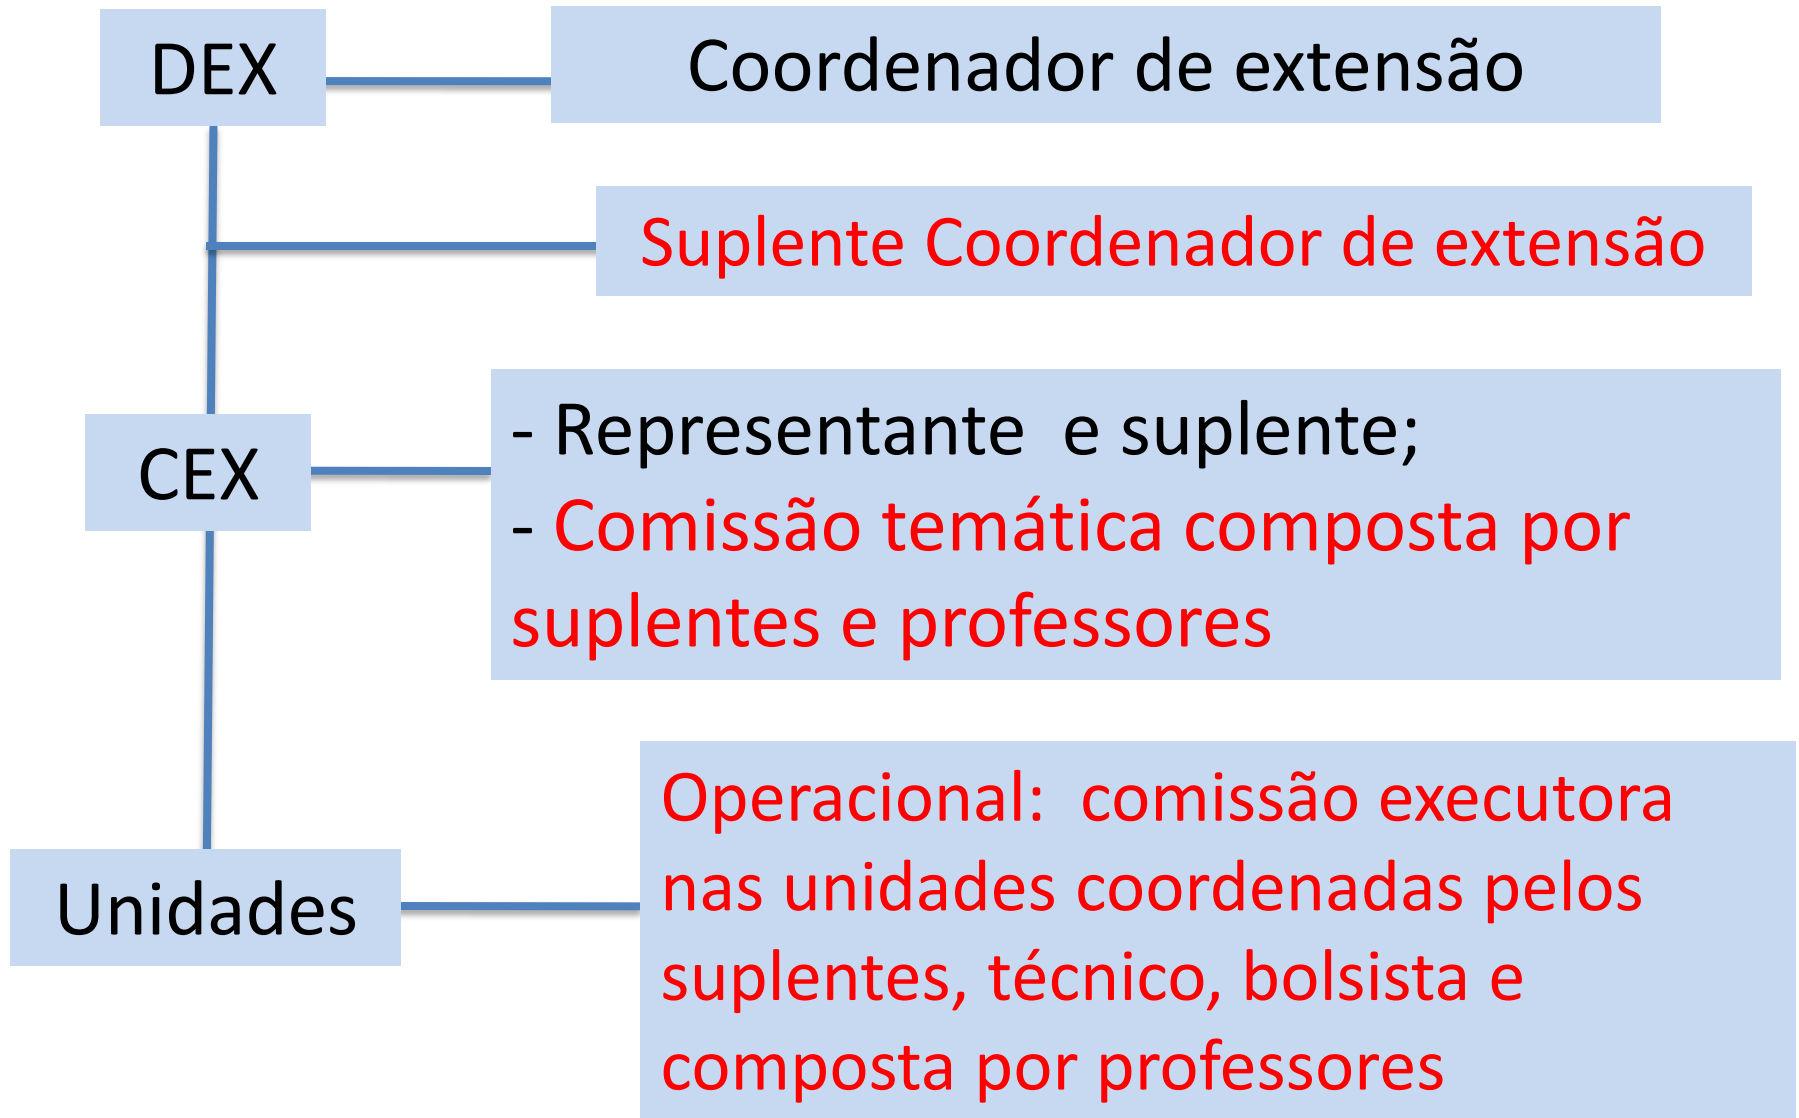 DEX
Coordenador de extensão
Suplente Coordenador de extensão
CEX
- Representante  e suplente;
- Comissão temática composta por
suplentes e professores
Unidades
Operacional:  comissão executora
nas unidades coordenadas pelos
suplentes, técnico, bolsista e
composta por professores